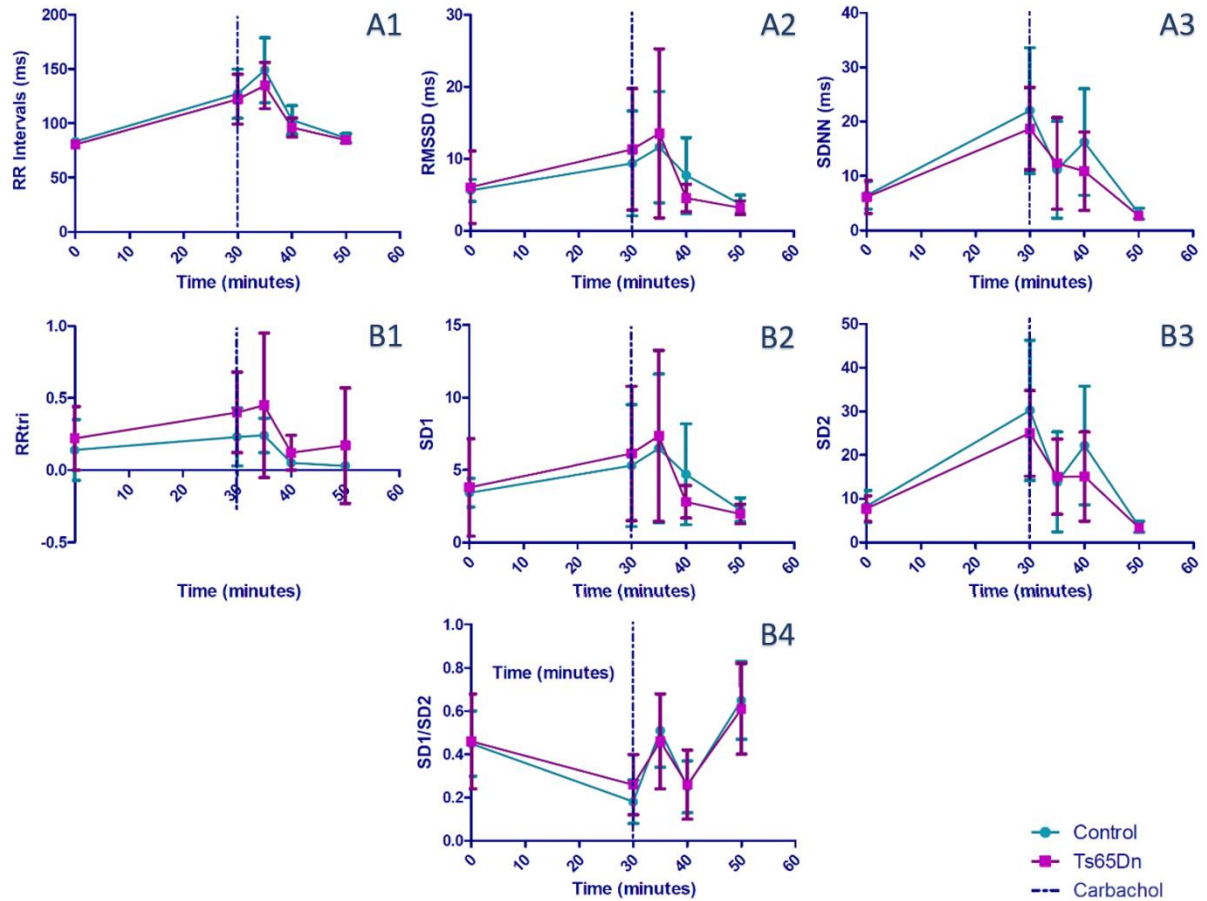 A1
RR Intervals (ms)
200
150
100
50
0
0 10 20 30 40 50 60
Time (minutes)
A2
RMSSD (ms)
30
20
10
0
0 10 20 30 40 50 60
Time (minutes)
A3
SDNN (ms)
40
30
20
10
0
0 10 20 30 40 50 60
Time (minutes)
B1
RRtri
1.0
0.5
0.0
-0.5
10 20 30 40 50 60
Time (minutes)
B2
SD1
15
10
5
0
0 10 20 30 40 50 60
Time (minutes)
B3
SD2
50
40
30
20
10
0
0 10 20 30 40 50 60
Time (minutes)
B4
SD1/SD2
1.0
0.8
0.6
0.4
0.2
0.0
Time (minutes)
0 10 20 30 40 50 60
Time (minutes)
Control
Ts65Dn
Carbachol